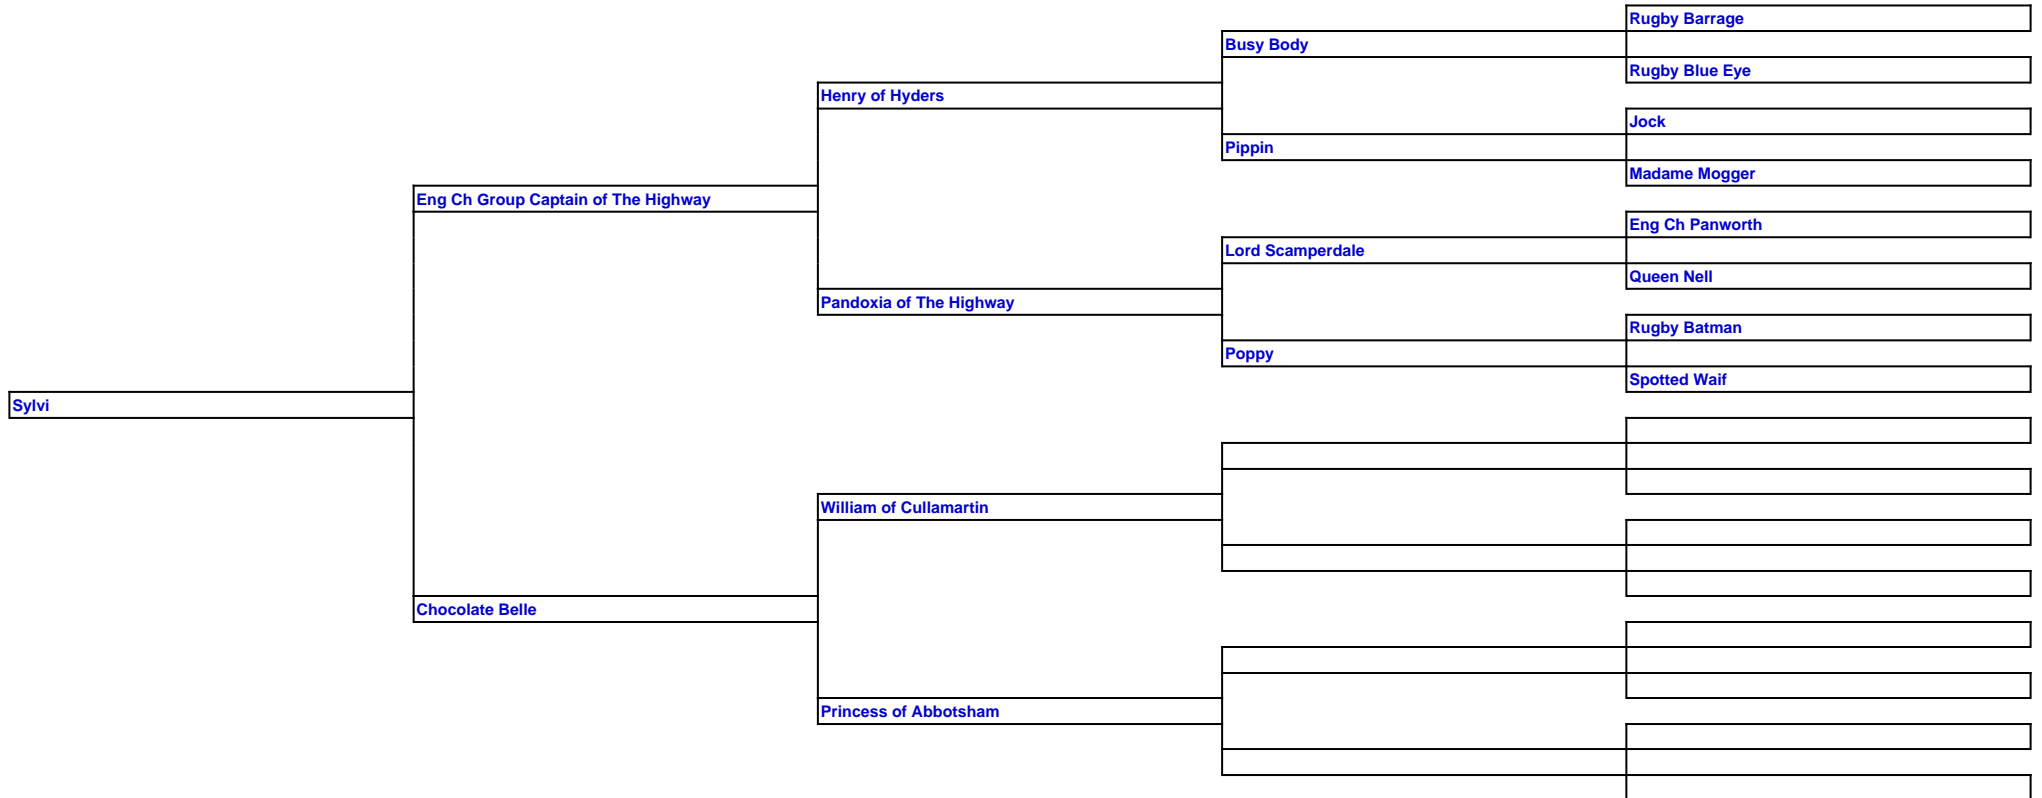 Rugby Barrage
Busy Body
Rugby Blue Eye
Henry of Hyders
Jock
Pippin
Madame Mogger
Eng Ch Group Captain of The Highway
Eng Ch Panworth
Lord Scamperdale
Queen Nell
Pandoxia of The Highway
Rugby Batman
Poppy
Spotted Waif
Sylvi
William of Cullamartin
Chocolate Belle
Princess of Abbotsham